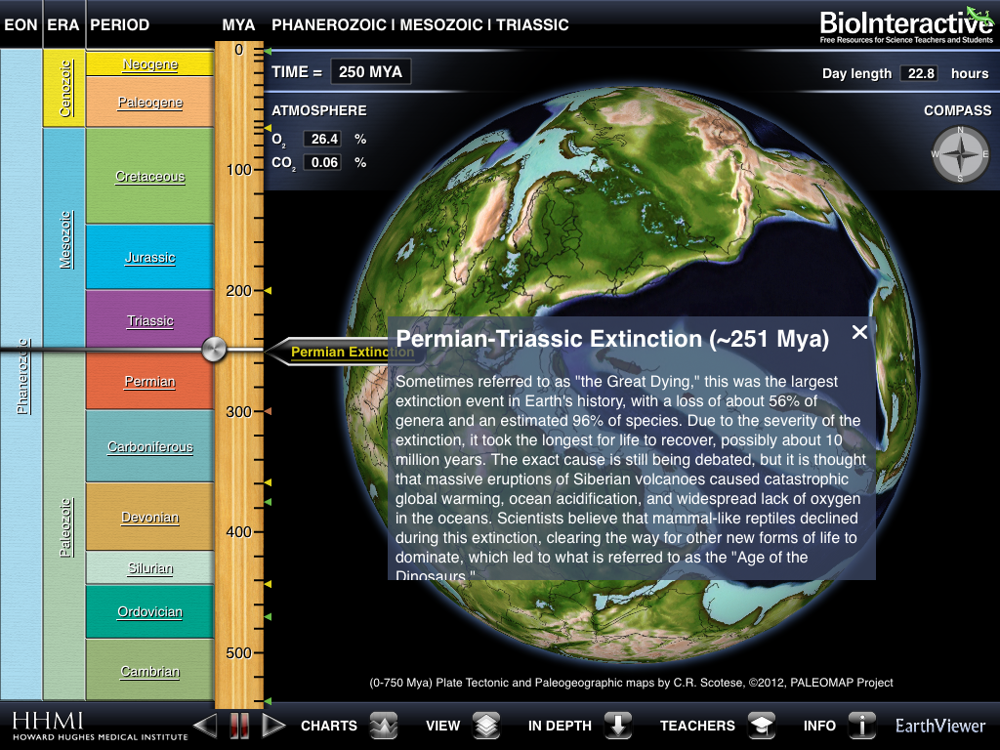 EON ERA PERIOD MYA PHANEROZOIC | MESOZOIC | TRIASSIC
BioInteractive
Free Resources for Science Teachers and Students
TIME = 250 MYA
Day length 22.8 hours
ATMOSPHERE
O2 26.4 %
CO2 0.06 %
COMPASS
N
W E
S
Phanerozoic
Cenozoic
Mesozoic
Paleozoic
Neogene
Paleogene
Cretaceous
Jurassic
Triassic
Permian
Carboniferous
Devonian
Silurian
Ordovician
Cambrian
0
100
200
300
400
500
Permian Extinction
Permian-Triassic Extinction (~251 Mya)
Sometimes referred to as "the Great Dying," this was the largest
extinction event in Earth's history, with a loss of about 56% of
genera and an estimated 96% of species. Due to the severity of the
extinction, it took the longest for life to recover, possibly about 10
million years. The exact cause is still being debated, but it is thought
that massive eruptions of Siberian volcanoes caused catastrophic
global warming, ocean acidification, and widespread lack of oxygen
in the oceans. Scientists believe that mammal-like reptiles declined
during this extinction, clearing the way for other new forms of life to
dominate, which led to what is referred to as the "Age of the
Dinosaurs."
(0-750 Mya) Plate Tectonic and Paleogeographic maps by C.R. Scotese, ©2012, PALEOMAP Project
HHMI
HOWARD HUGHES MEDICAL INSTITUTE
CHARTS VIEW IN DEPTH TEACHERS INFO EarthViewer